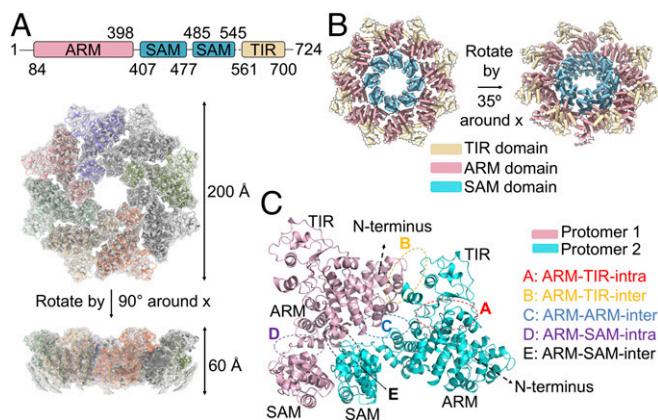 A
398 485 545
1 ARM SAM SAM TIR 724
84 407 477 561 700
200 Å
Rotate by 90° around x
60 Å
B
Rotate
by
35º
around x
TIR domain
ARM domain
SAM domain
C
TIR
N-terminus
B
TIR
A
ARM
C
D
E
ARM
N-terminus
SAM
SAM
Protomer 1
Protomer 2
A: ARM-TIR-intra
B: ARM-TIR-inter
C: ARM-ARM-inter
D: ARM-SAM-intra
E: ARM-SAM-inter